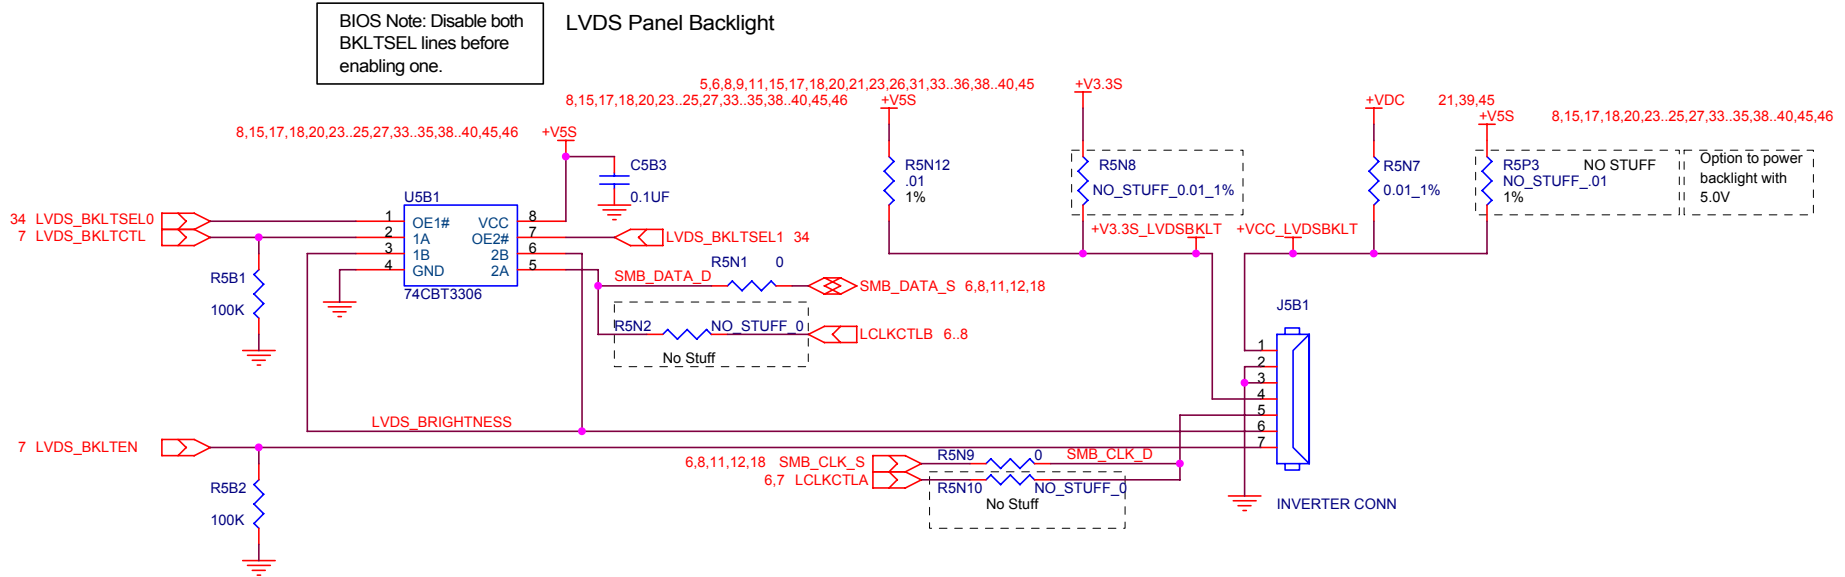 BIOS Note: Disable both
BKLTSEL lines before
enabling one.
LVDS Panel Backlight
5,6,8,9,11,15,17,18,20,21,23,26,31,33..36,38..40,45
+V3.3S
8,15,17,18,20,23..25,27,33..35,38..40,45,46
+V5S
+VDC
21,39,45
+V5S
8,15,17,18,20,23..25,27,33..35,38..40,45,46
8,15,17,18,20,23..25,27,33..35,38..40,45,46
+V5S
C5B3
0.1UF
R5N12
.01
1%
R5N8
NO_STUFF_0.01_1%
R5N7
0.01_1%
R5P3
NO STUFF
NO_STUFF_.01
1%
Option to power
backlight with
5.0V
U5B1
34 LVDS_BKLTSEL0
7 LVDS_BKLTCTL
1
2
3
4
OE1#
1A
1B
GND
VCC
OE2#
2B
2A
8
7
6
5
74CBT3306
LVDS_BKLTSEL1 34
+V3.3S_LVDSBKLT
+VCC_LVDSBKLT
R5B1
100K
SMB_DATA_D
R5N1
0
SMB_DATA_S 6,8,11,12,18
R5N2
NO_STUFF_0
LCLKCTLB 6..8
No Stuff
J5B1
1
2
3
4
5
6
7
INVERTER CONN
LVDS_BRIGHTNESS
7 LVDS_BKLTEN
R5B2
100K
6,8,11,12,18 SMB_CLK_S
R5N9
0
SMB_CLK_D
6,7 LCLKCTLA
R5N10
NO_STUFF_0
No Stuff